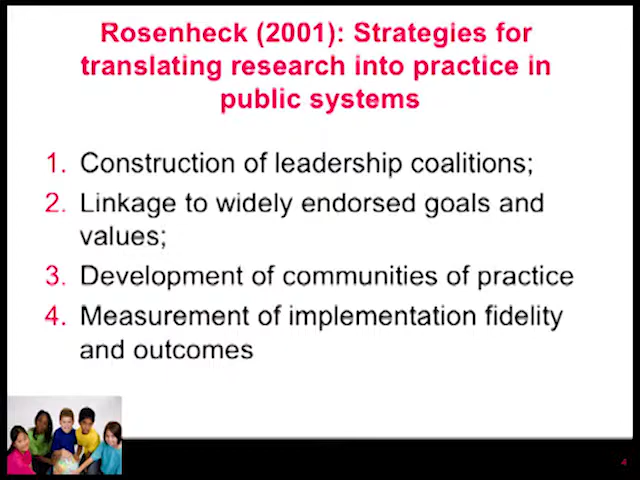 Rosenheck (2001): Strategies for
translating research into practice in
public systems
1. Construction of leadership coalitions;
2. Linkage to widely endorsed goals and
values;
3. Development of communities of practice
4. Measurement of implementation fidelity
and outcomes
4